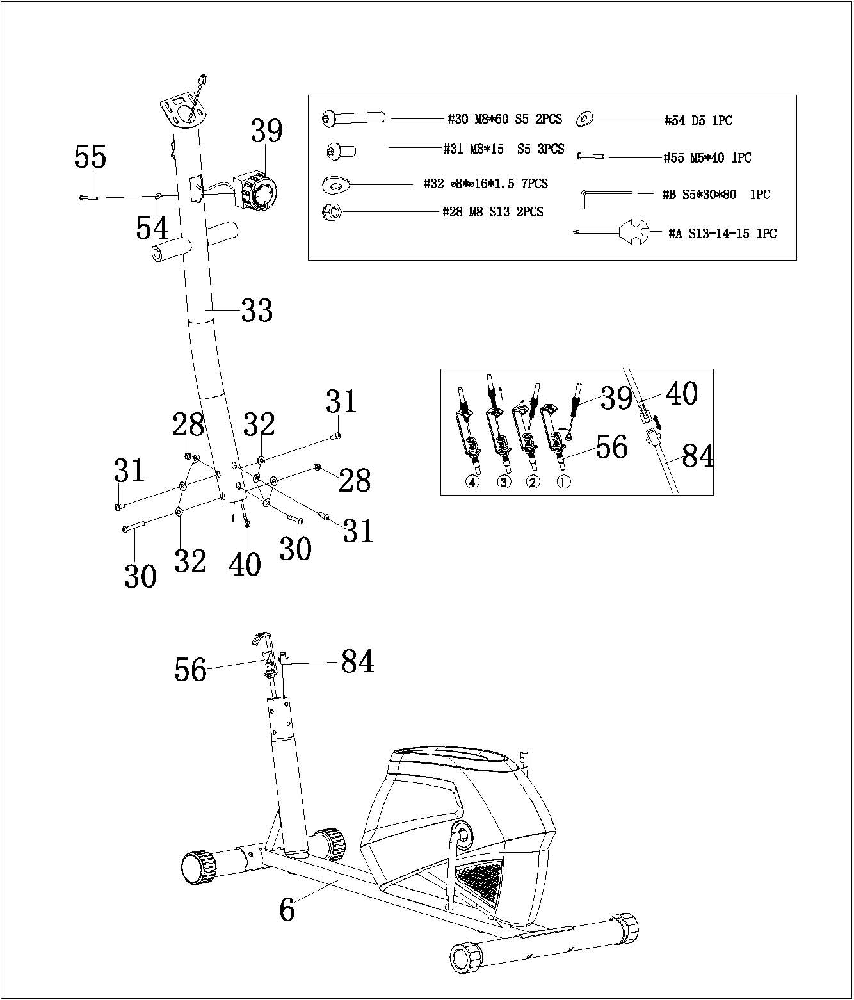 39
55
54
33
#30 M8*60 S5 2PCS
#31 M8*15 S5 3PCS
#32 ⌀8*⌀16*1.5 7PCS
#28 M8 S13 2PCS
#54 D5 1PC
#55 M5*40 1PC
#B S5*30*80 1PC
#A S13-14-15 1PC
31
28
32
31
28
30
32
40
30
31
39
40
56
84
④ ③ ② ①
56
84
6